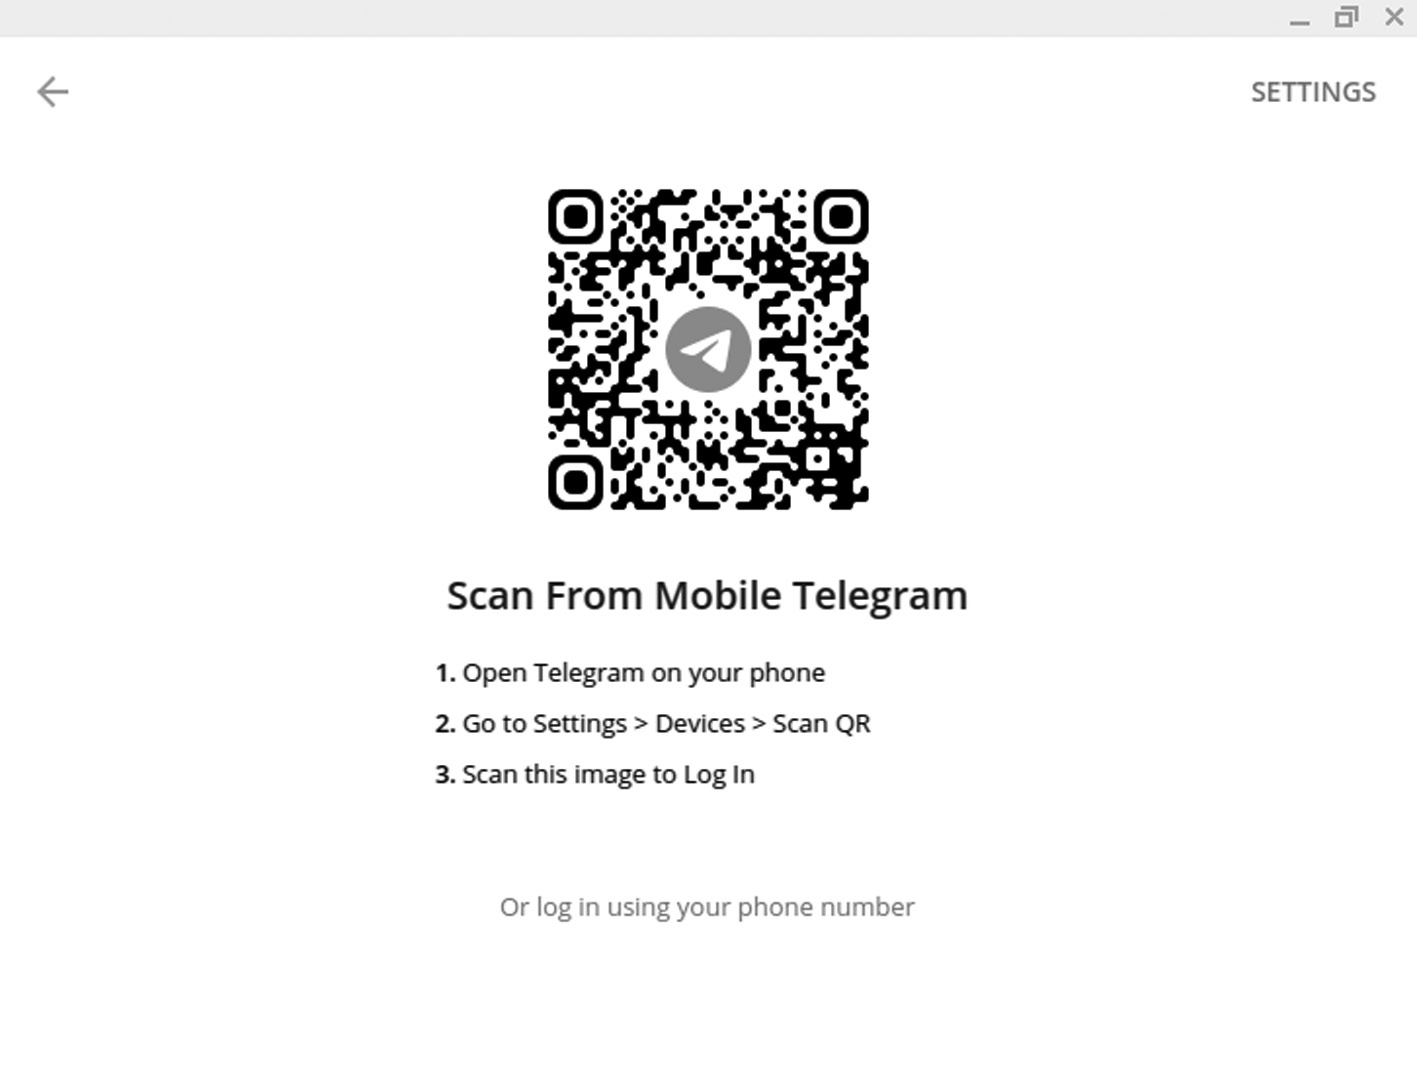 SETTINGS
Scan From Mobile Telegram
1. Open Telegram on your phone
2. Go to Settings > Devices > Scan QR
3. Scan this image to Log In
Or log in using your phone number